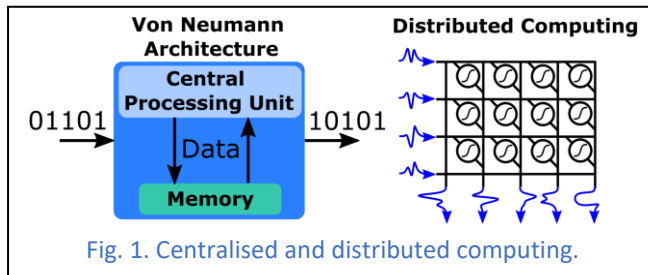 Von Neumann
Architecture
Central
Processing Unit
01101
10101
Data
Memory
Distributed Computing
Fig. 1. Centralised and distributed computing.